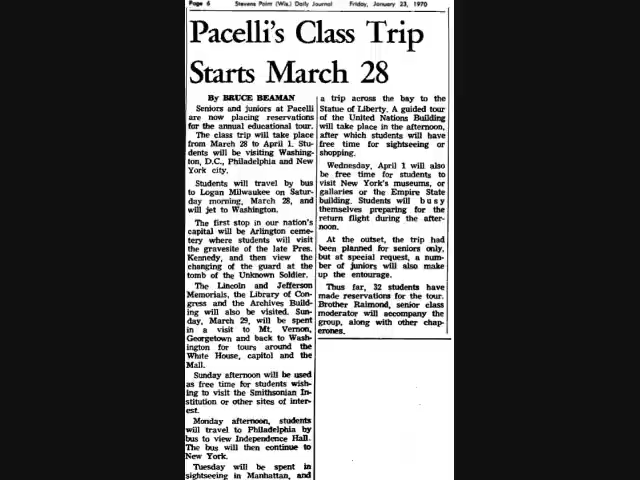 Page 6 Stevens Point (Wis.) Daily Journal Friday, January 23, 1970
Pacelli's Class Trip
Starts March 28
By BRUCE BEAMAN
Seniors and juniors at Pacelli
are now placing reservations
for the annual educational tour.
The class trip will take place
from March 28 to April 1. Stu-
dents will be visiting Washing-
ton, D.C., Philadelphia and New
York city.
Students will travel by bus
to Logan Milwaukee on Satur-
day morning, March 28, and
will jet to Washington.
The first stop in our nation's
capital will be Arlington ceme-
tery where students will visit
the gravesite of the late Pres.
Kennedy, and then view the
changing of the guard at the
tomb of the Unknown Soldier.
The Lincoln and Jefferson
Memorials, the Library of Con-
gress and the Archives Build-
ing will also be visited. Sun-
day, March 29, will be spent
in a visit to Mt. Vernon,
Georgetown and back to Wash-
ington for tours around the
White House, capitol and the
Mall.
Sunday afternoon will be used
as free time for students wish-
ing to visit the Smithsonian In-
stitution or other sites of inter-
est.
Monday afternoon, students
will travel to Philadelphia by
bus to view Independence Hall.
The bus will then continue to
New York.
Tuesday will be spent in
sightseeing in Manhattan, and
a trip across the bay to the
Statue of Liberty. A guided tour
of the United Nations Building
will take place in the afternoon,
after which students will have
free time for sightseeing or
shopping.
Wednesday, April 1 will also
be free time for students to
visit New York's museums, or
gallaries or the Empire State
building. Students will busy
themselves preparing for the
return flight during the after-
noon.
At the outset, the trip had
been planned for seniors only,
but at special request, a num-
ber of juniors will also make
up the entourage.
Thus far, 32 students have
made reservations for the tour.
Brother Raimond, senior class
moderator will accompany the
group, along with other chap-
erones.